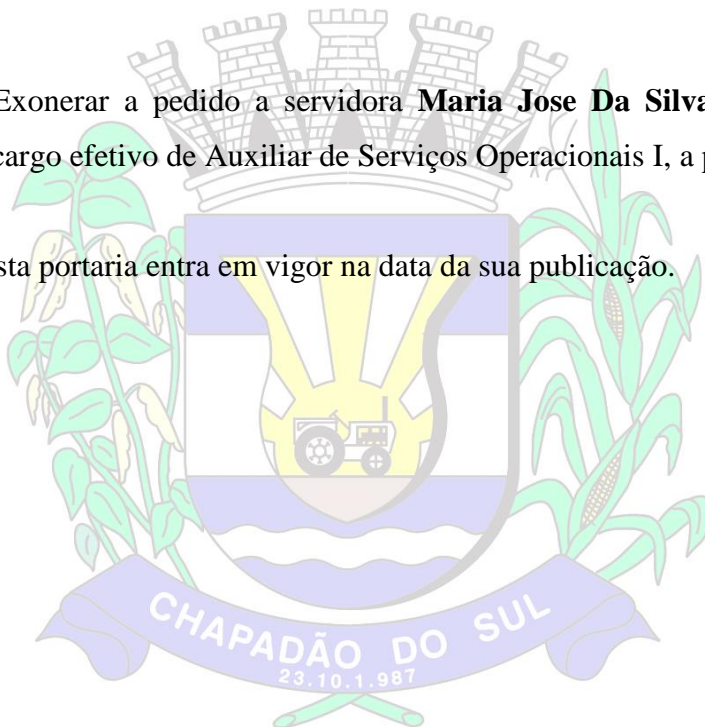 Exonerar a pedido a servidora Maria Jose Da Silva
cargo efetivo de Auxiliar de Serviços Operacionais I, a
sta portaria entra em vigor na data da sua publicação.
CHAPADÃO DO SUL
23.10.1.987